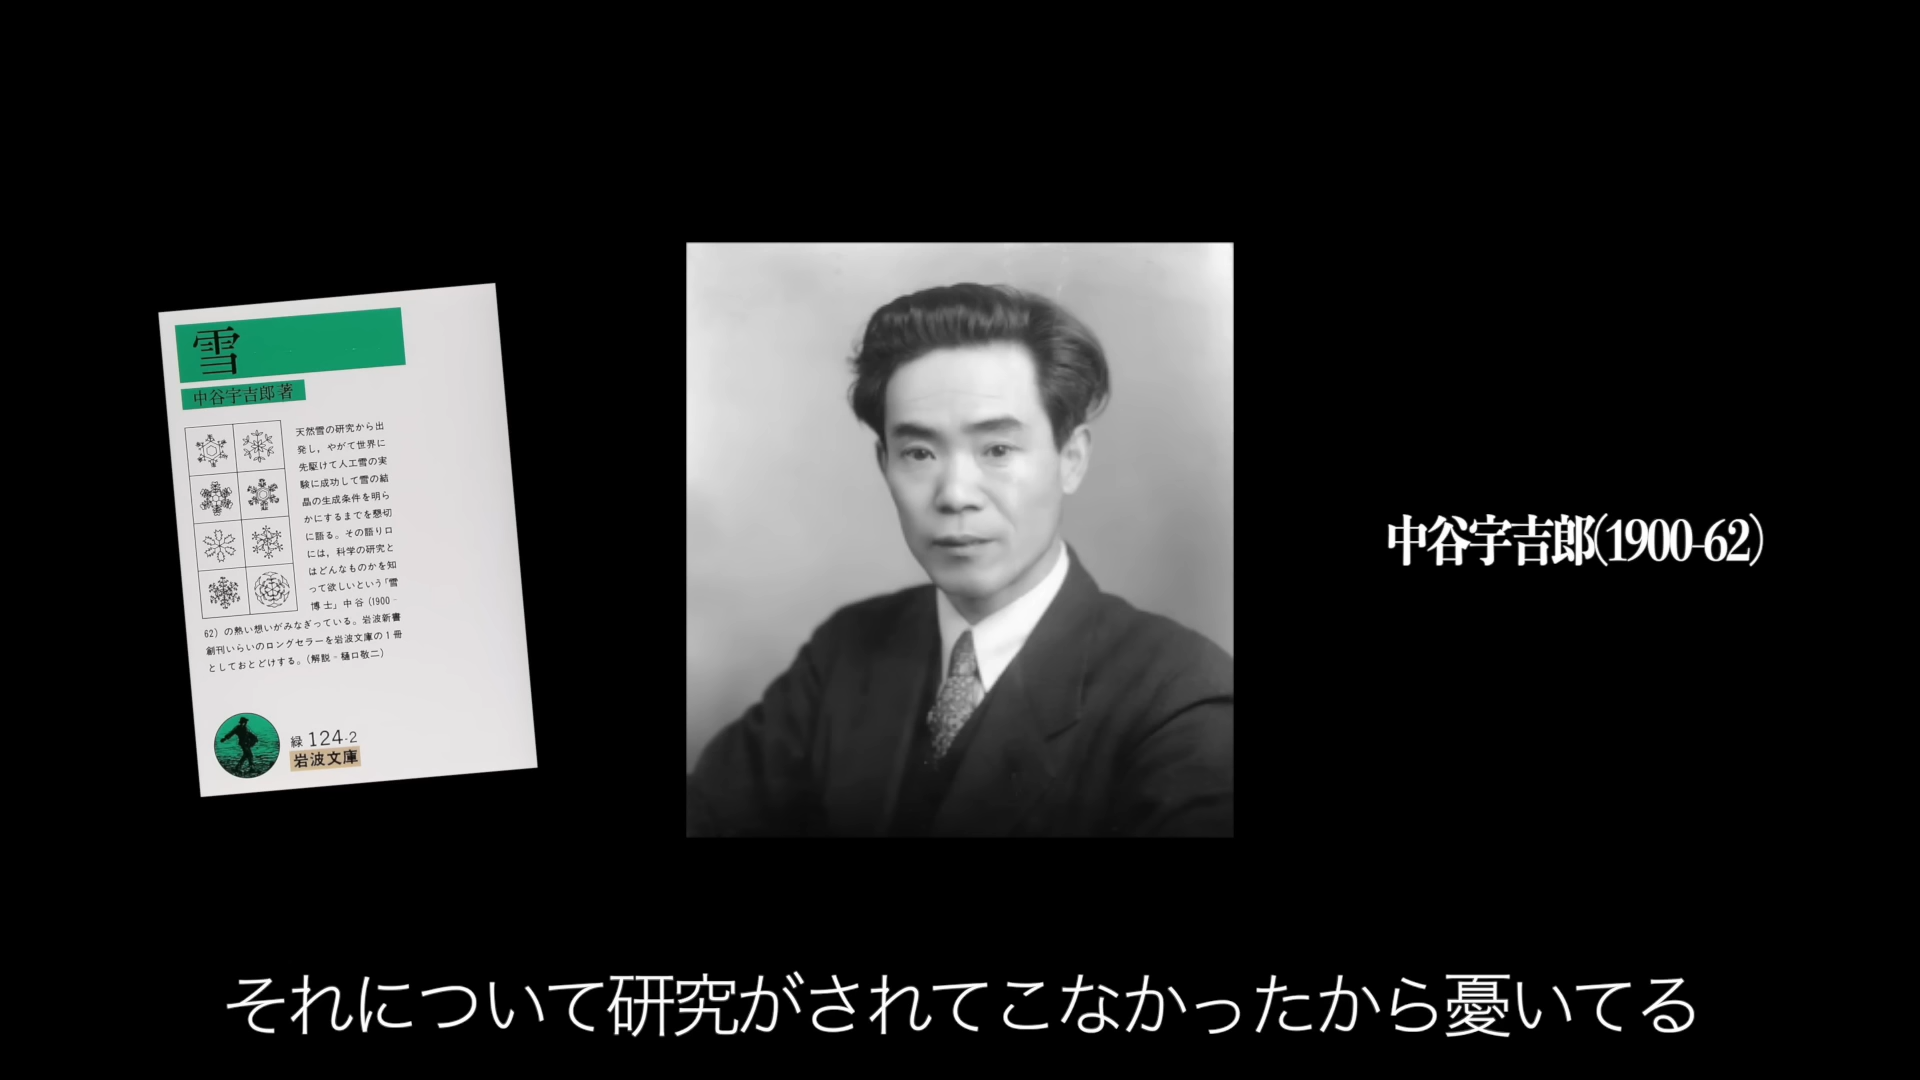 雪
中谷宇吉郎著
天然雪の研究から出
発し，やがて世界に
先駆けて人工雪の実
験に成功して雪の結
晶の生成条件を明ら
かにするまでを懇切
に語る。その語り口
には，科学の研究と
はどんなものかを知
って欲しいという「雪
博士」中谷（1900-
62）の熱い想いがみなぎっている。岩波新書
創刊いらいのロングセラーを岩波文庫の1冊
としておとどけする。（解説-樋口敬二）
緑 124-2
岩波文庫
中谷宇吉郎(1900-62)
それについて研究がされてこなかったから憂いてる